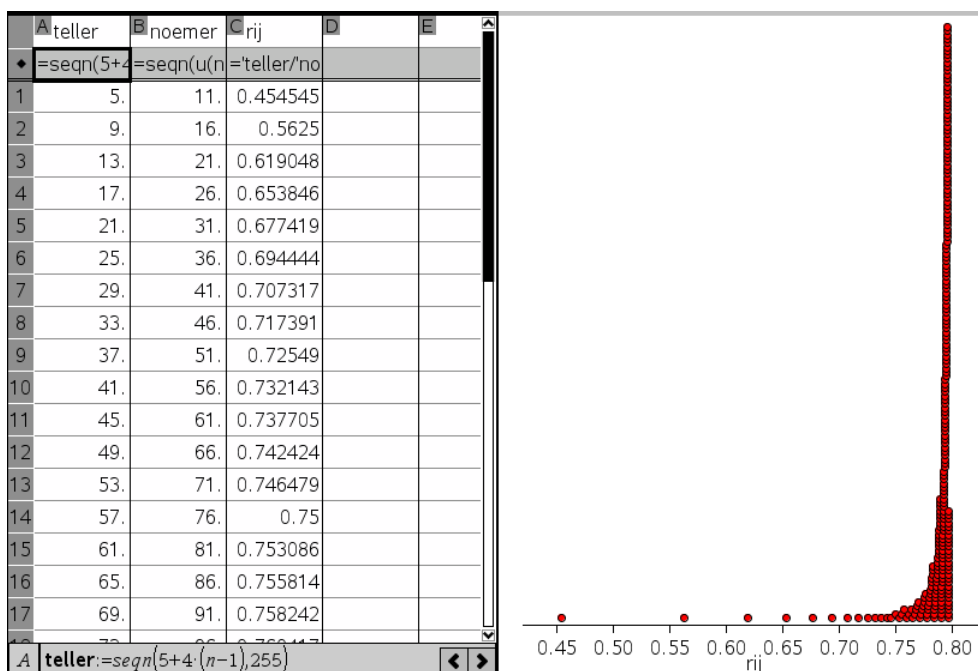 A teller B noemer C rij D E
◆ =seqn(5+4 =seqn(u(n ='teller/'no
1 5. 11. 0.454545
2 9. 16. 0.5625
3 13. 21. 0.619048
4 17. 26. 0.653846
5 21. 31. 0.677419
6 25. 36. 0.694444
7 29. 41. 0.707317
8 33. 46. 0.717391
9 37. 51. 0.72549
10 41. 56. 0.732143
11 45. 61. 0.737705
12 49. 66. 0.742424
13 53. 71. 0.746479
14 57. 76. 0.75
15 61. 81. 0.753086
16 65. 86. 0.755814
17 69. 91. 0.758242
A teller:=seqn(5+4·(n−1),255)
0.45 0.50 0.55 0.60 0.65 0.70 0.75 0.80
rij